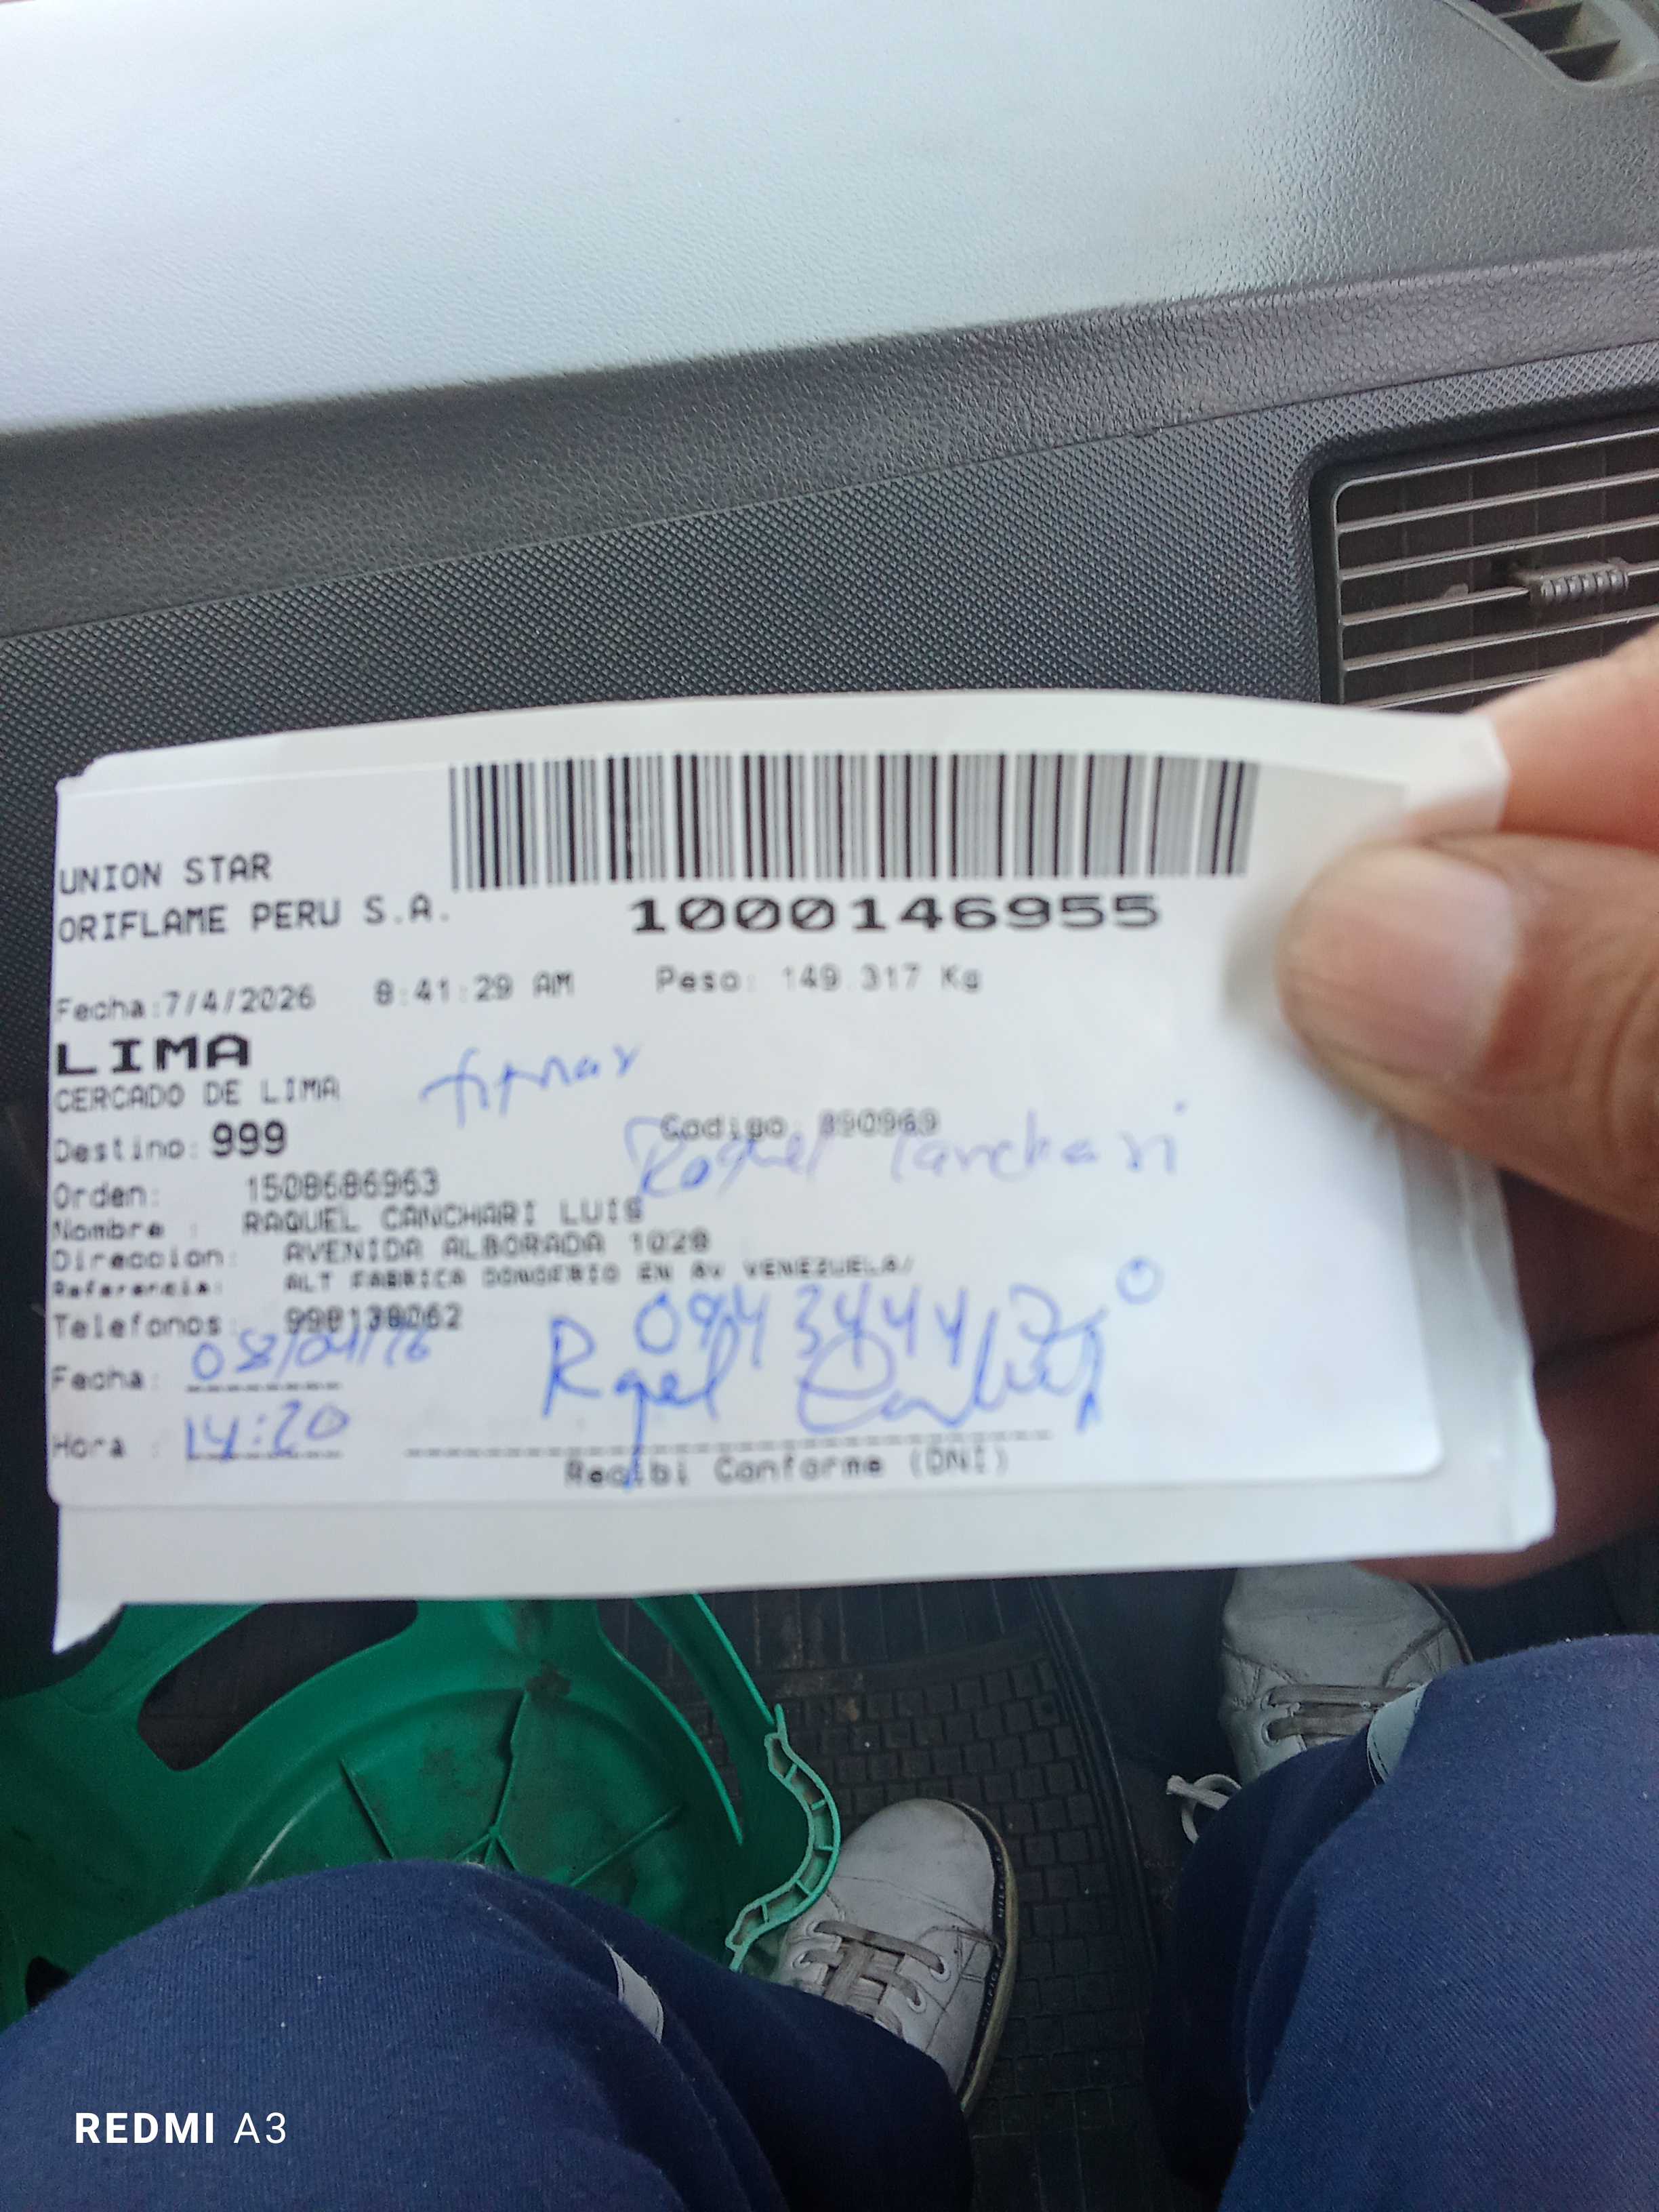 UNION STAR
ORIFLAME PERU S.A.
1000146955
Fecha:7/4/2026 8:41:29 AM Peso: 149.317 Kg
LIMA
CERCADO DE LIMA
firmar
Destino: 999 Codigo: 890969
Raquel Canchari
Orden: 1508686963
Nombre : RAQUEL CANCHARI LUIS
Direccion: AVENIDA ALBORADA 1028
Referencia: ALT FABRICA DONOFRIO EN AV VENEZUELA/
Telefonos: 998138062
Fecha: 08/04/26
Hora : 14:20
Recibi Conforme (DNI)
REDMI A3